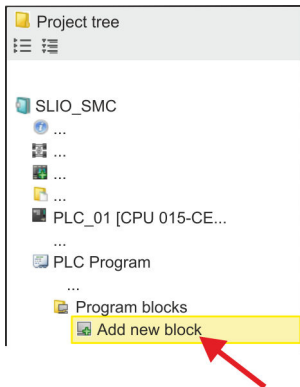 Project tree
SLIO_SMC
...
...
...
...
PLC_01 [CPU 015-CE...
...
PLC Program
...
Program blocks
Add new block